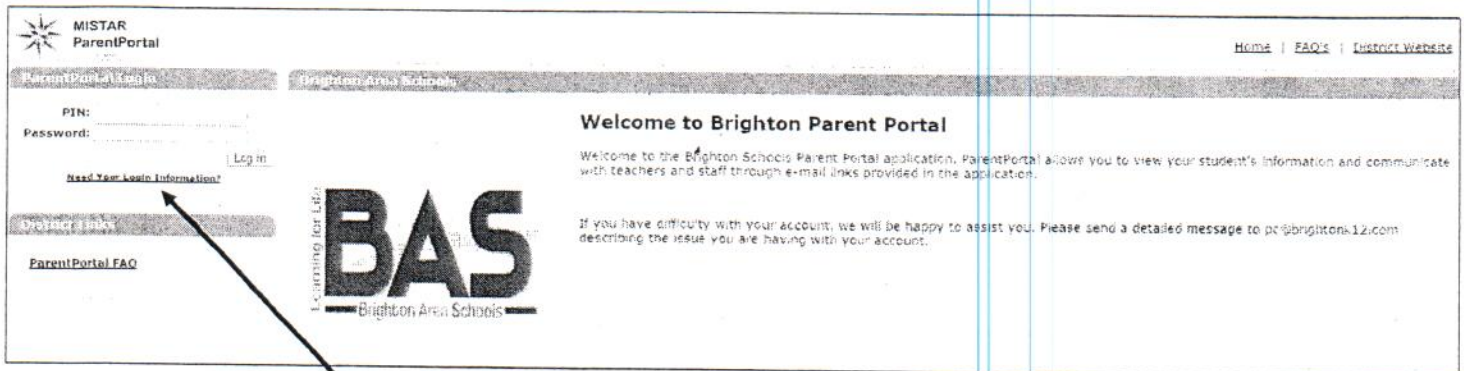 MISTAR
ParentPortal
Home | FAQ's | District Website
ParentPortal Login
Brighton Area Schools
PIN:
Password:
Log in
Need Your Login Information?
District Links
ParentPortal FAQ
Learning for Life
BAS
Brighton Area Schools
Welcome to Brighton Parent Portal
Welcome to the Brighton Schools Parent Portal application. ParentPortal allows you to view your student's information and communicate
with teachers and staff through e-mail links provided in the application.
If you have difficulty with your account, we will be happy to assist you. Please send a detailed message to pc@brightonk12.com
describing the issue you are having with your account.